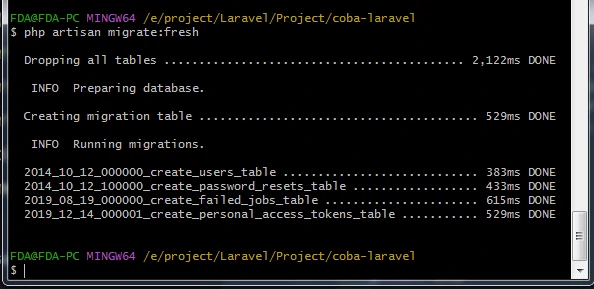 FDA@FDA-PC MINGW64 /e/project/Laravel/Project/coba-laravel
$ php artisan migrate:fresh
Dropping all tables ........................................... 2,122ms DONE
INFO  Preparing database.
Creating migration table ........................................ 529ms DONE
INFO  Running migrations.
2014_10_12_000000_create_users_table ............................ 383ms DONE
2014_10_12_100000_create_password_resets_table .................. 433ms DONE
2019_08_19_000000_create_failed_jobs_table ...................... 615ms DONE
2019_12_14_000001_create_personal_access_tokens_table ........... 529ms DONE
FDA@FDA-PC MINGW64 /e/project/Laravel/Project/coba-laravel
$